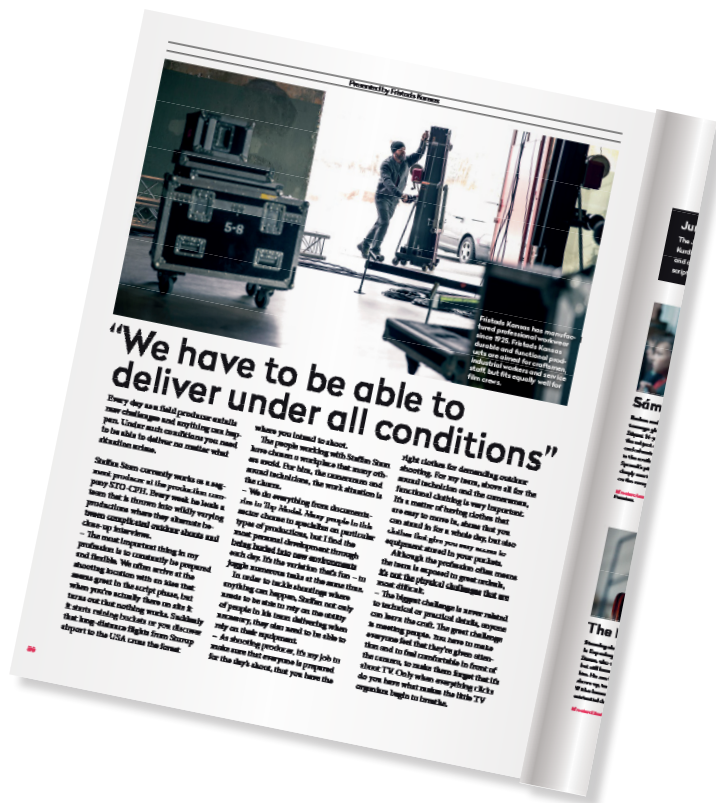 Presented by Fristads Kansas
5-8
Fristads Kansas has manufac-
tured professional workwear
since 1925. Fristads Kansas
durable and functional prod-
ucts are aimed for craftsmen,
industrial workers and service
staff, but fits equally well for
film crews.
“We have to be able to
deliver under all conditions”
Every day as a field producer entails
new challenges and anything can hap-
pen. Under such conditions you need
to be able to deliver no matter what
situation arises.
Staffan Stum currently works as a seg-
ment producer at the production com-
pany STO-CPH. Every week he leads a
team that is thrown into wildly varying
productions where they alternate be-
tween complicated outdoor shoots and
close-up interviews.
– The most important thing in my
profession is to constantly be prepared
and flexible. We often arrive at the
shooting location with an idea that
seems great in the script phase, but
when you're actually there on site it
turns out that nothing works. Suddenly
it starts raining buckets or you discover
that long-distance flights from Sturup
airport to the USA cross the forest
where you intend to shoot.
The people working with Staffan Stum
have chosen a workplace that many oth-
ers avoid. For him, the cameraman and
sound technicians, the work situation is
the charm.
– We do everything from documenta-
ries to Top Model. Many people in this
sector choose to specialize on particular
types of productions, but I find the
most personal development through
being hurled into new environments
each day. It's the variation that's fun – to
juggle numerous tasks at the same time.
In order to tackle shootings where
anything can happen, Staffan not only
needs to be able to rely on the
of people in his team delivering when
necessary, they also need to be able to
rely on their equipment.
– As shooting producer, it's my job to
make sure that everyone is prepared
for the day's shoot, that you have the
right clothes for demanding outdoor
shooting. For my team, above all for the
sound technician and the cameraman,
functional clothing is very important.
It's a matter of having clothes that
are easy to move in, shoes that you
can stand in for a whole day, but also
clothes that give you easy access to
equipment stored in your pockets.
Although the profession often means
the team is exposed to great ordeals,
it's not the physical challenges that are
most difficult.
– The biggest challenge is never related
to technical or practical details, anyone
can learn the craft. The great challenge
is meeting people. You have to make
everyone feel that they're given atten-
tion and to feel comfortable in front of
the camera, to make them forget that it's
shoot TV. Only when everything clicks
do you have what makes the little TV
organism begin to breathe.
Sám
The